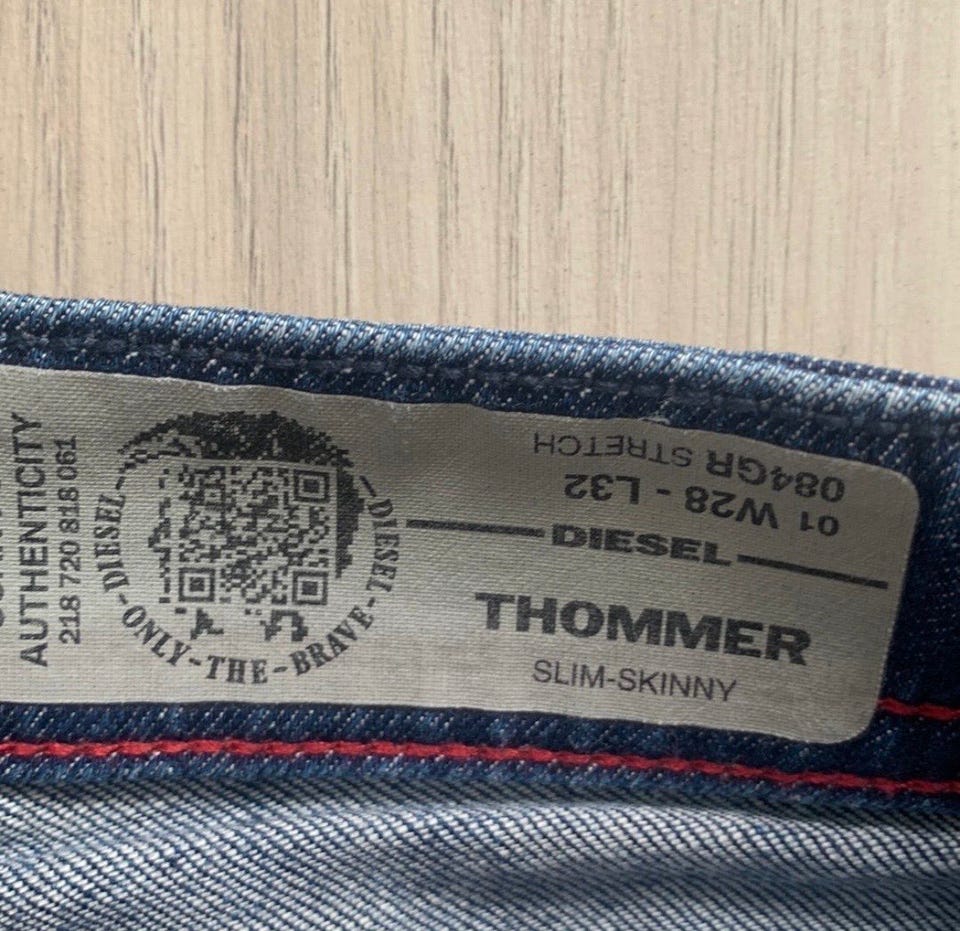 AUTHENTICITY
218 720 818 061
DIESEL-ONLY-THE-BRAVE-DIESEL
084GR STRETCH
01 W28 - L32
DIESEL
THOMMER
SLIM-SKINNY